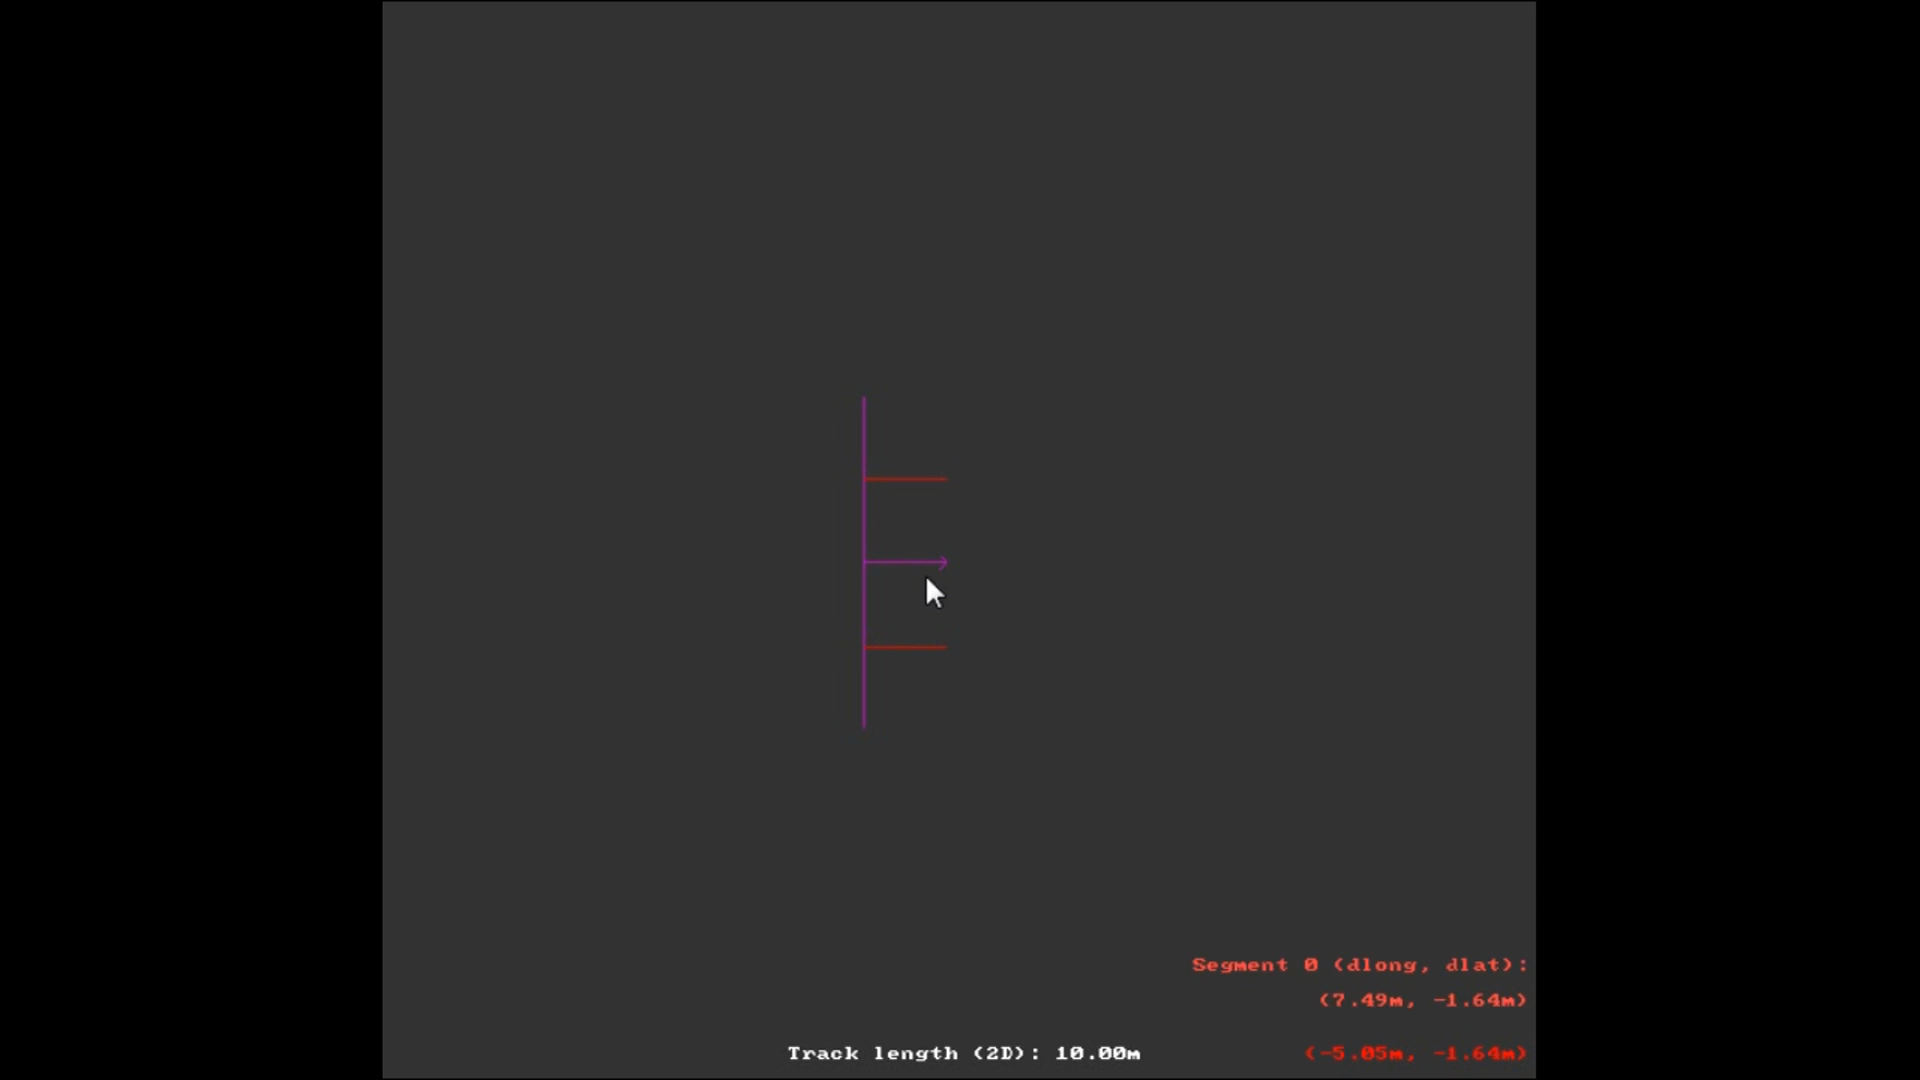 Segment 0 (dlong, dlat):
(7.49m, -1.64m)
Track length (2D): 10.00m
(-5.05m, -1.64m)